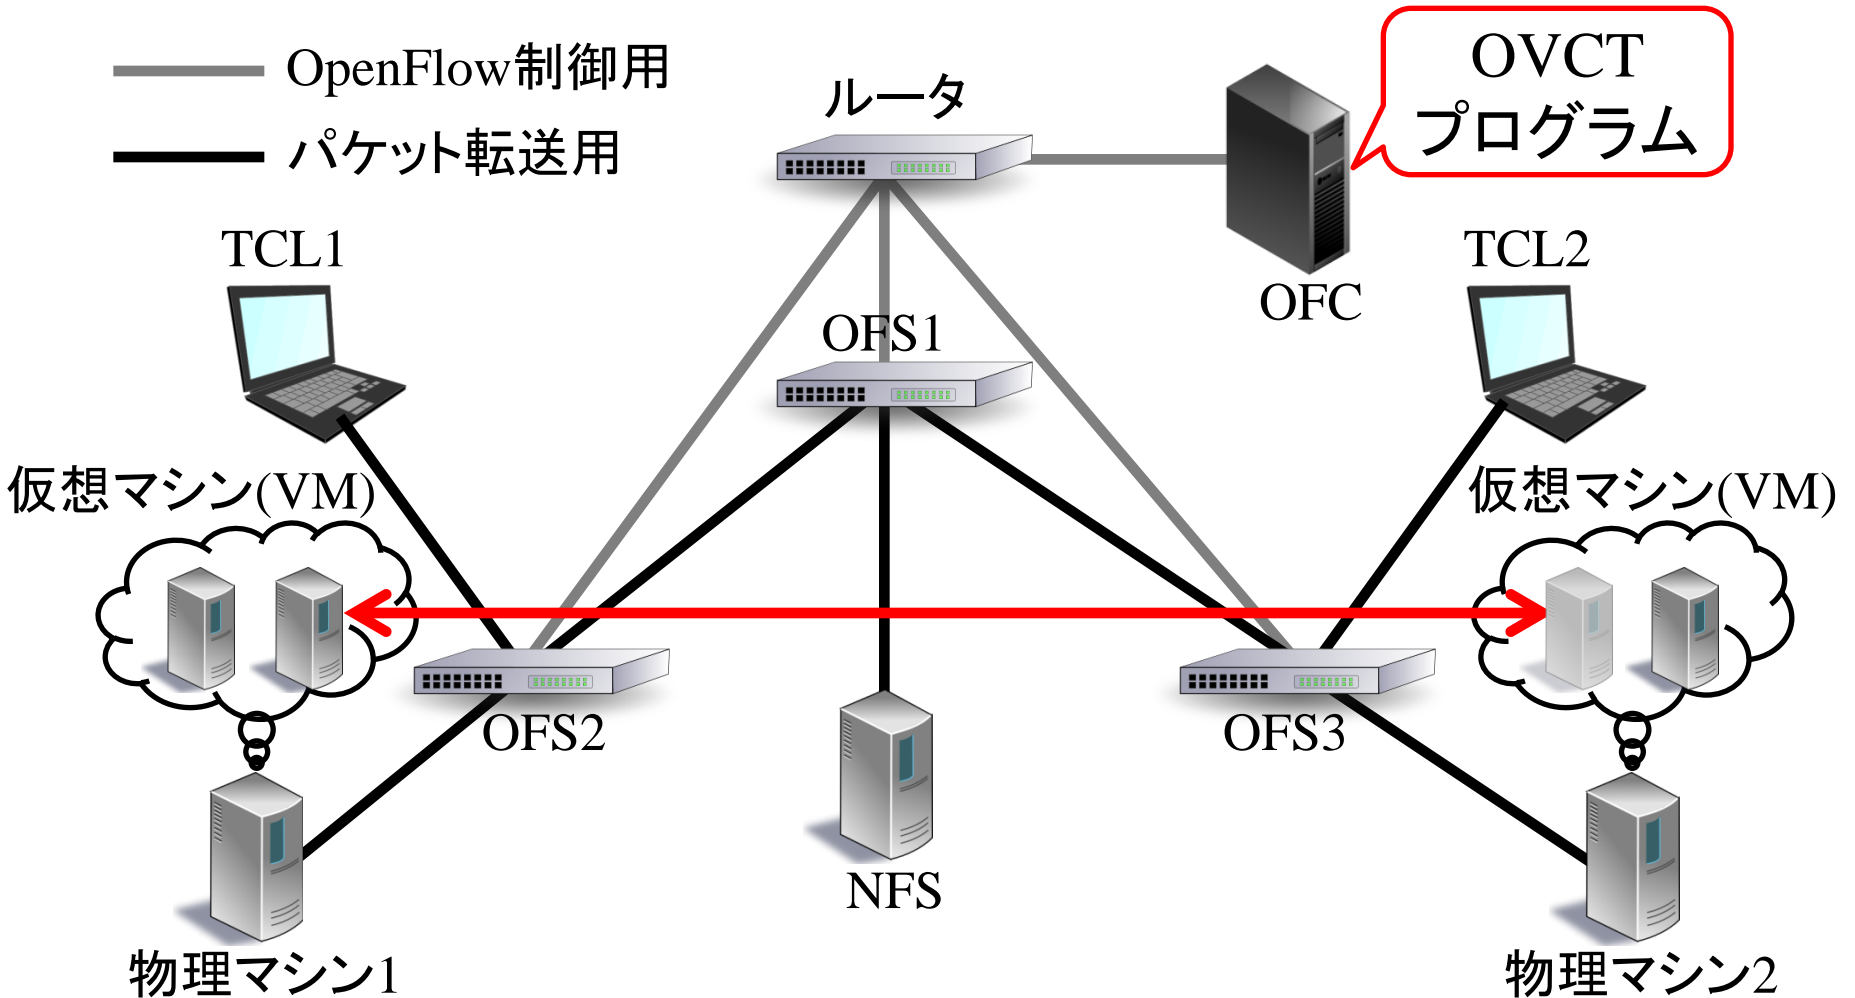 OpenFlow制御用
パケット転送用
ルータ
OVCT
プログラム
TCL1
TCL2
OFC
OFS1
仮想マシン(VM)
仮想マシン(VM)
OFS2
OFS3
NFS
物理マシン1
物理マシン2